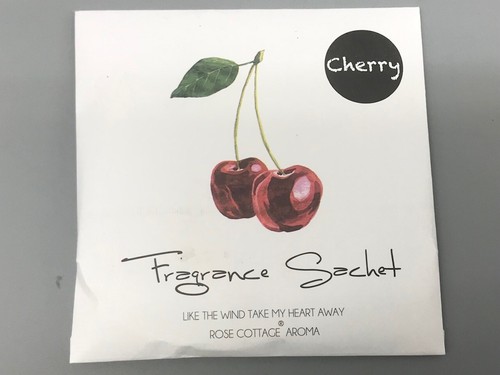 Cherry
Fragrance Sachet
LIKE THE WIND TAKE MY HEART AWAY
ROSE COTTAGE® AROMA